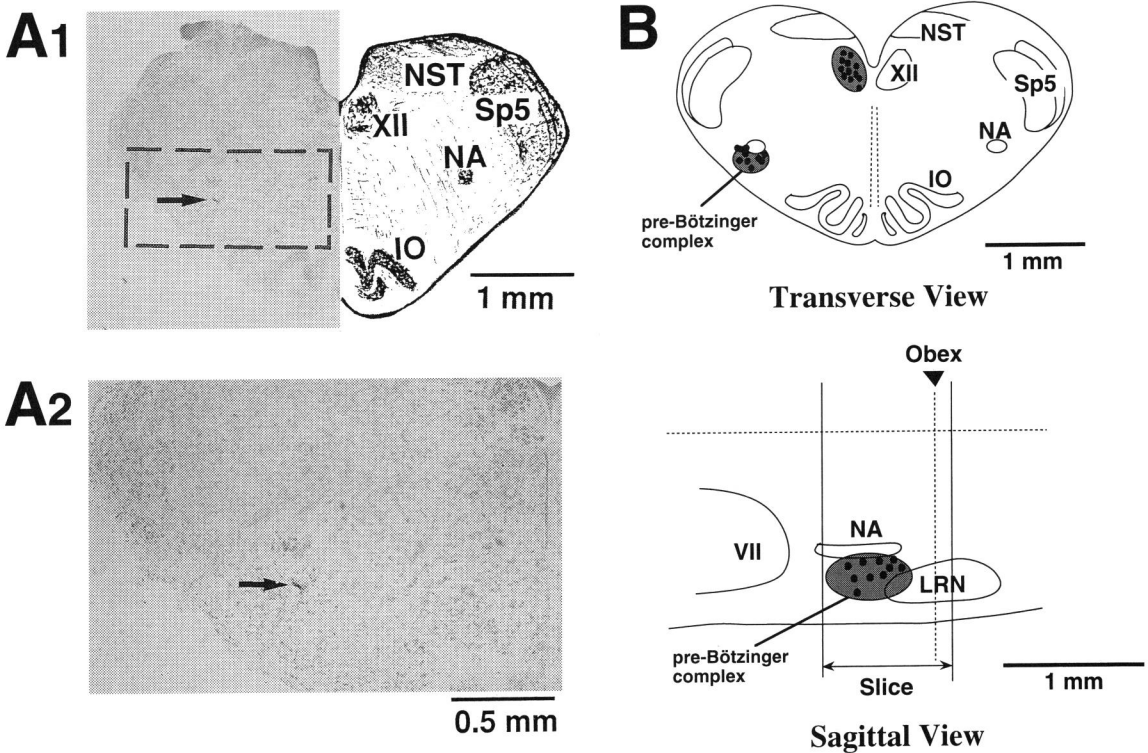 A1
NST
Sp5
XII
NA
IO
1 mm
A2
0.5 mm
B
NST
XII
Sp5
NA
IO
pre-Bötzinger
complex
1 mm
Transverse View
Obex
VII
NA
LRN
pre-Bötzinger
complex
Slice
1 mm
Sagittal View